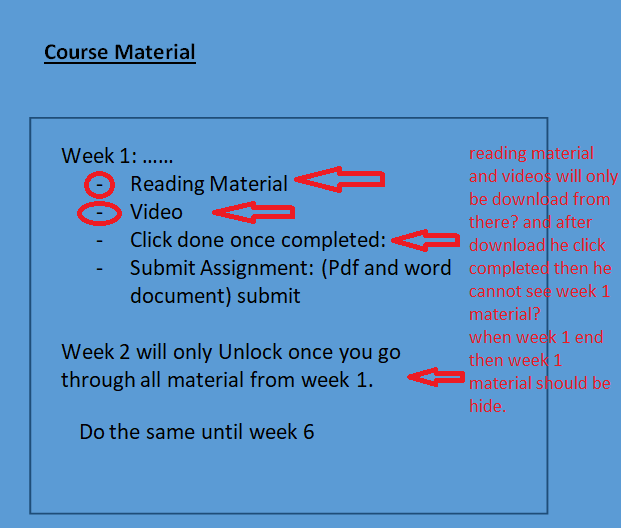 Course Material
Week 1: ......
- Reading Material
- Video
- Click done once completed:
- Submit Assignment: (Pdf and word
document) submit
Week 2 will only Unlock once you go
through all material from week 1.
Do the same until week 6
reading material
and videos will only
be download from
there? and after
download he click
completed then he
cannot see week 1
material?
when week 1 end
then week 1
material should be
hide.